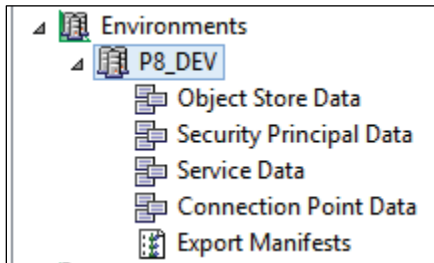 Environments
P8_DEV
Object Store Data
Security Principal Data
Service Data
Connection Point Data
Export Manifests